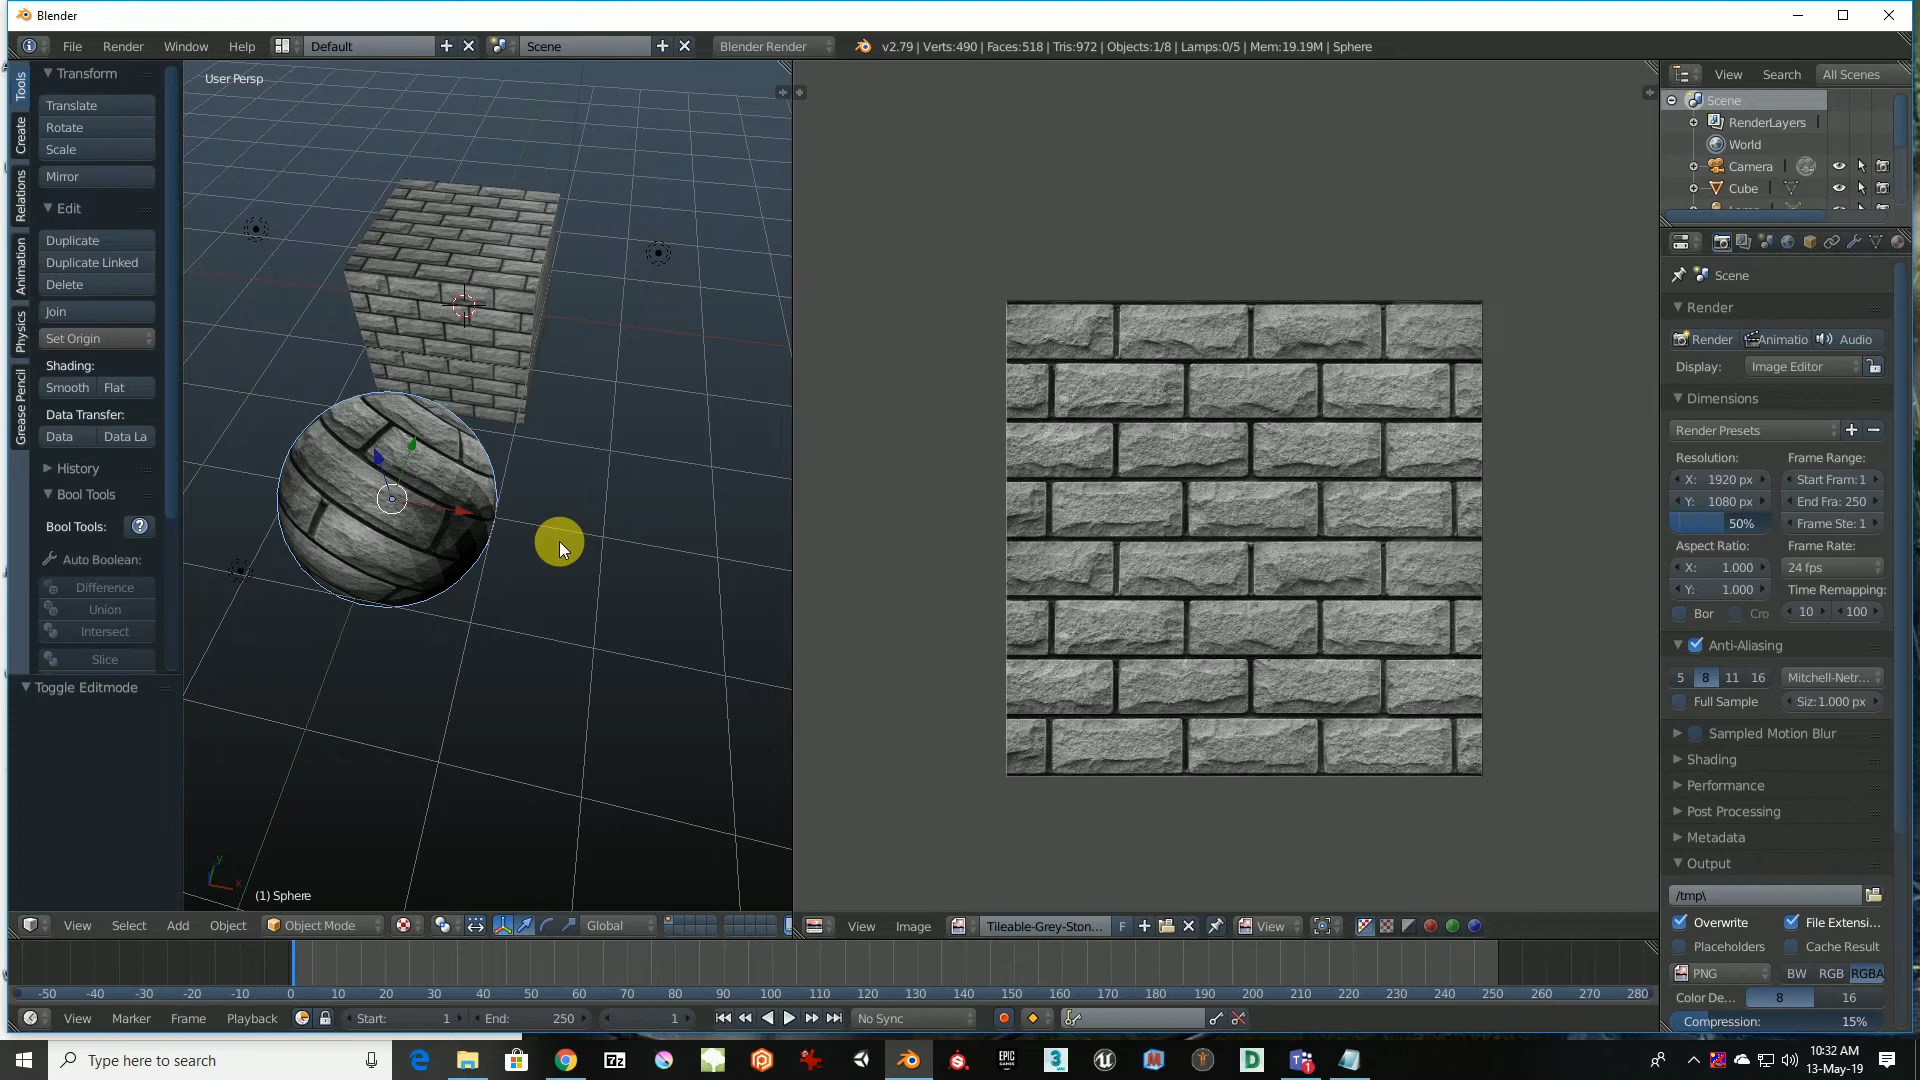 Blender
File Render Window Help Default Scene Blender Render v2.79 | Verts:490 | Faces:518 | Tris:972 | Objects:1/8 | Lamps:0/5 | Mem:19.19M | Sphere
Tools
Create
Relations
Animation
Physics
Grease Pencil
Transform
Translate
Rotate
Scale
Mirror
Edit
Duplicate
Duplicate Linked
Delete
Join
Set Origin
Shading:
Smooth Flat
Data Transfer:
Data Data La
History
Bool Tools
Bool Tools: ?
Auto Boolean:
Difference
Union
Intersect
Slice
Toggle Editmode
User Persp
y
x
(1) Sphere
View Select Add Object Object Mode Global
View Image Tileable-Grey-Ston... F View
View Search All Scenes
Scene
RenderLayers
World
Camera
Cube
Scene
Render
Render Animatio Audio
Display: Image Editor
Dimensions
Render Presets
Resolution: Frame Range:
X: 1920 px Start Fram: 1
Y: 1080 px End Fra: 250
50% Frame Ste: 1
Aspect Ratio: Frame Rate:
X: 1.000 24 fps
Y: 1.000 Time Remapping:
Bor Cro 10 100
Anti-Aliasing
5 8 11 16 Mitchell-Netr...
Full Sample Siz: 1.000 px
Sampled Motion Blur
Shading
Performance
Post Processing
Metadata
Output
/tmp\
Overwrite File Extensi...
Placeholders Cache Result
PNG BW RGB RGBA
Color De... 8 16
Compression: 15%
-50 -40 -30 -20 -10 0 10 20 30 40 50 60 70 80 90 100 110 120 130 140 150 160 170 180 190 200 210 220 230 240 250 260 270 280
View Marker Frame Playback Start: 1 End: 250 1 No Sync
Type here to search
7z
EPIC GAMES
3
D
1
10:32 AM
13-May-19